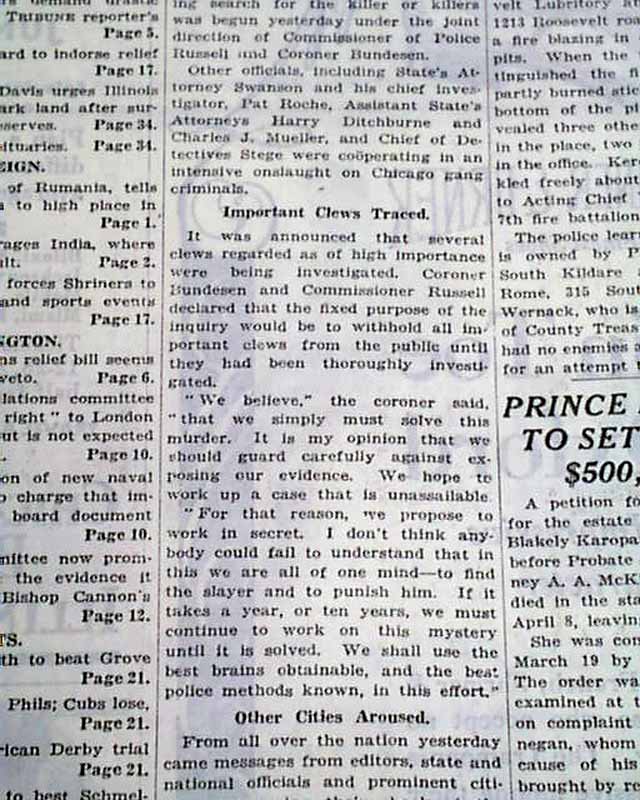 TRIBUNE reporter's
Page 5.
ard to indorse relief
Page 17.
Davis urges Illinois
ark land after sur-
Page 34.
Page 34.
EIGN.
of Rumania, tells
s to high place in
Page 1.
rages India, where
Page 2.
forces Shriners to
and sports events
Page 17.
NGTON.
ns relief bill seems
veto. Page 6.
lations committee
right" to London
ut is not expected
Page 10.
on of new naval
charge that im-
board document
Page 10.
mittee now prom-
the evidence it
Bishop Cannon's
Page 12.
TS.
th to beat Grove
Page 21.
Phils; Cubs lose,
Page 21.
rican Derby trial
Page 21.
to best Schmel-
ing search for the killer or killers
was begun yesterday under the joint
direction of Commissioner of Police
Russell and Coroner Bundesen.
Other officials, including State's At-
torney Swanson and his chief inves-
tigator, Pat Roche, Assistant State's
Attorneys Harry Ditchburne and
Charles J. Mueller, and Chief of De-
tectives Stege were coöperating in an
intensive onslaught on Chicago gang
criminals.
Important Clews Traced.
It was announced that several
clews regarded as of high importance
were being investigated. Coroner
Bundesen and Commissioner Russell
declared that the fixed purpose of the
inquiry would be to withhold all im-
portant clews from the public until
they had been thoroughly investi-
gated.
"We believe," the coroner said,
"that we simply must solve this
murder. It is my opinion that we
should guard carefully against ex-
posing our evidence. We hope to
work up a case that is unassailable.
"For that reason, we propose to
work in secret. I don't think any-
body could fail to understand that in
this we are all of one mind—to find
the slayer and to punish him. If it
takes a year, or ten years, we must
continue to work on this mystery
until it is solved. We shall use the
best brains obtainable, and the best
police methods known, in this effort."
Other Cities Aroused.
From all over the nation yesterday
came messages from editors, state and
national officials and prominent citi-
velt Lubritory at
1213 Roosevelt roa
a fire blazing in
pits. When the
tinguished the fi
partly burned stic
bottom of the pi
vealed three othe
in the place, two
in the office. Ker
kled freely about
to Acting Chief
7th fire battalion
The police lear
is owned by P
South Kildare
Rome, 315 Sout
Wernack, who is
of County Treas
had no enemies a
for an attempt t
PRINCE
TO SET
$500,
A petition fo
for the estate
Blakely Karopa
before Probate
ney A. A. McK
died in the sta
April 8, leavin
She was con
March 19 by
The order wa
examined at t
on complaint
negan, whom
cause of his
brought by re